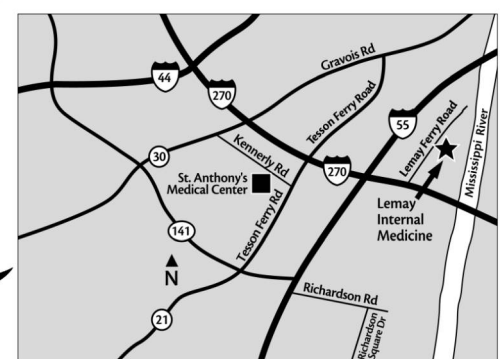 44
270
Gravois Rd
Tesson Ferry Road
55
Lemay Ferry Road
Mississippi River
30
Kennerly Rd
St. Anthony's
Medical Center
270
Lemay
Internal
Medicine
Tesson Ferry Rd
141
N
Richardson Rd
21
Richardson
Square Dr